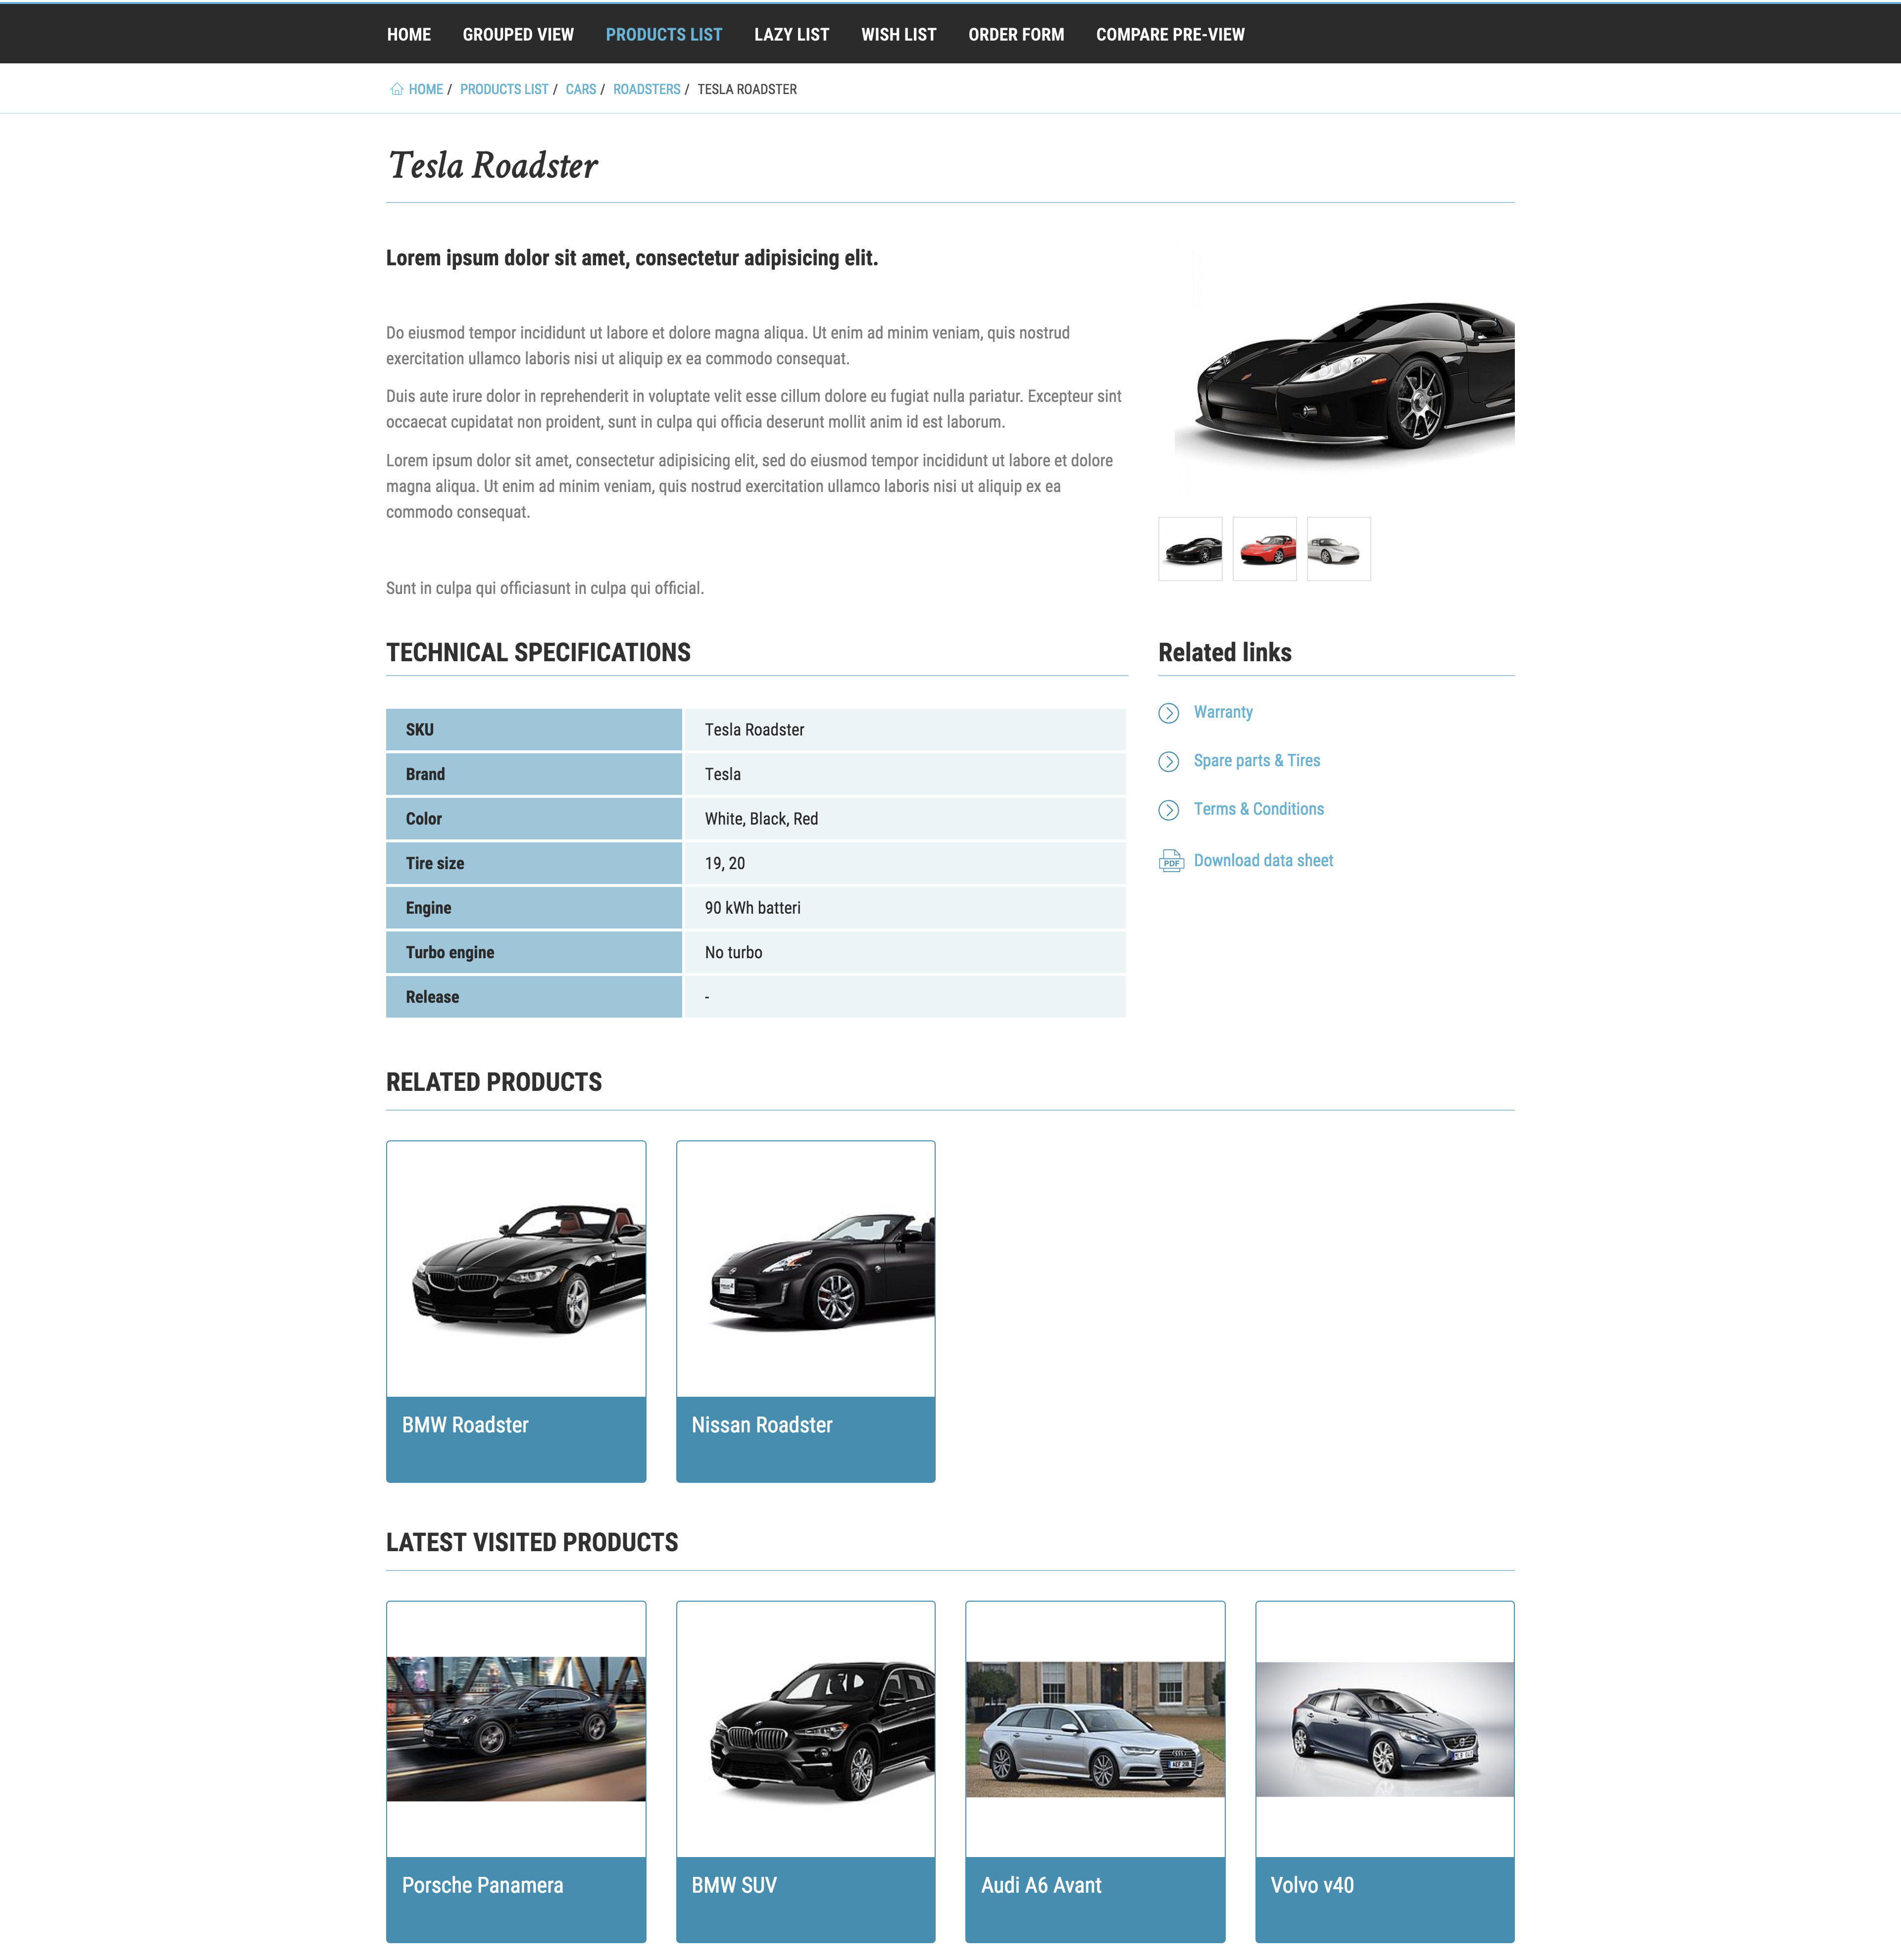 HOME GROUPED VIEW PRODUCTS LIST LAZY LIST WISH LIST ORDER FORM COMPARE PRE-VIEW
HOME / PRODUCTS LIST / CARS / ROADSTERS / TESLA ROADSTER
Tesla Roadster
Lorem ipsum dolor sit amet, consectetur adipisicing elit.
Do eiusmod tempor incididunt ut labore et dolore magna aliqua. Ut enim ad minim veniam, quis nostrud
exercitation ullamco laboris nisi ut aliquip ex ea commodo consequat.
Duis aute irure dolor in reprehenderit in voluptate velit esse cillum dolore eu fugiat nulla pariatur. Excepteur sint
occaecat cupidatat non proident, sunt in culpa qui officia deserunt mollit anim id est laborum.
Lorem ipsum dolor sit amet, consectetur adipisicing elit, sed do eiusmod tempor incididunt ut labore et dolore
magna aliqua. Ut enim ad minim veniam, quis nostrud exercitation ullamco laboris nisi ut aliquip ex ea
commodo consequat.
Sunt in culpa qui officiasunt in culpa qui official.
TECHNICAL SPECIFICATIONS
SKU Tesla Roadster
Brand Tesla
Color White, Black, Red
Tire size 19, 20
Engine 90 kWh batteri
Turbo engine No turbo
Release -
Related links
Warranty
Spare parts & Tires
Terms & Conditions
PDF Download data sheet
RELATED PRODUCTS
BMW Roadster
Nissan Roadster
LATEST VISITED PRODUCTS
Porsche Panamera
BMW SUV
Audi A6 Avant
Volvo v40